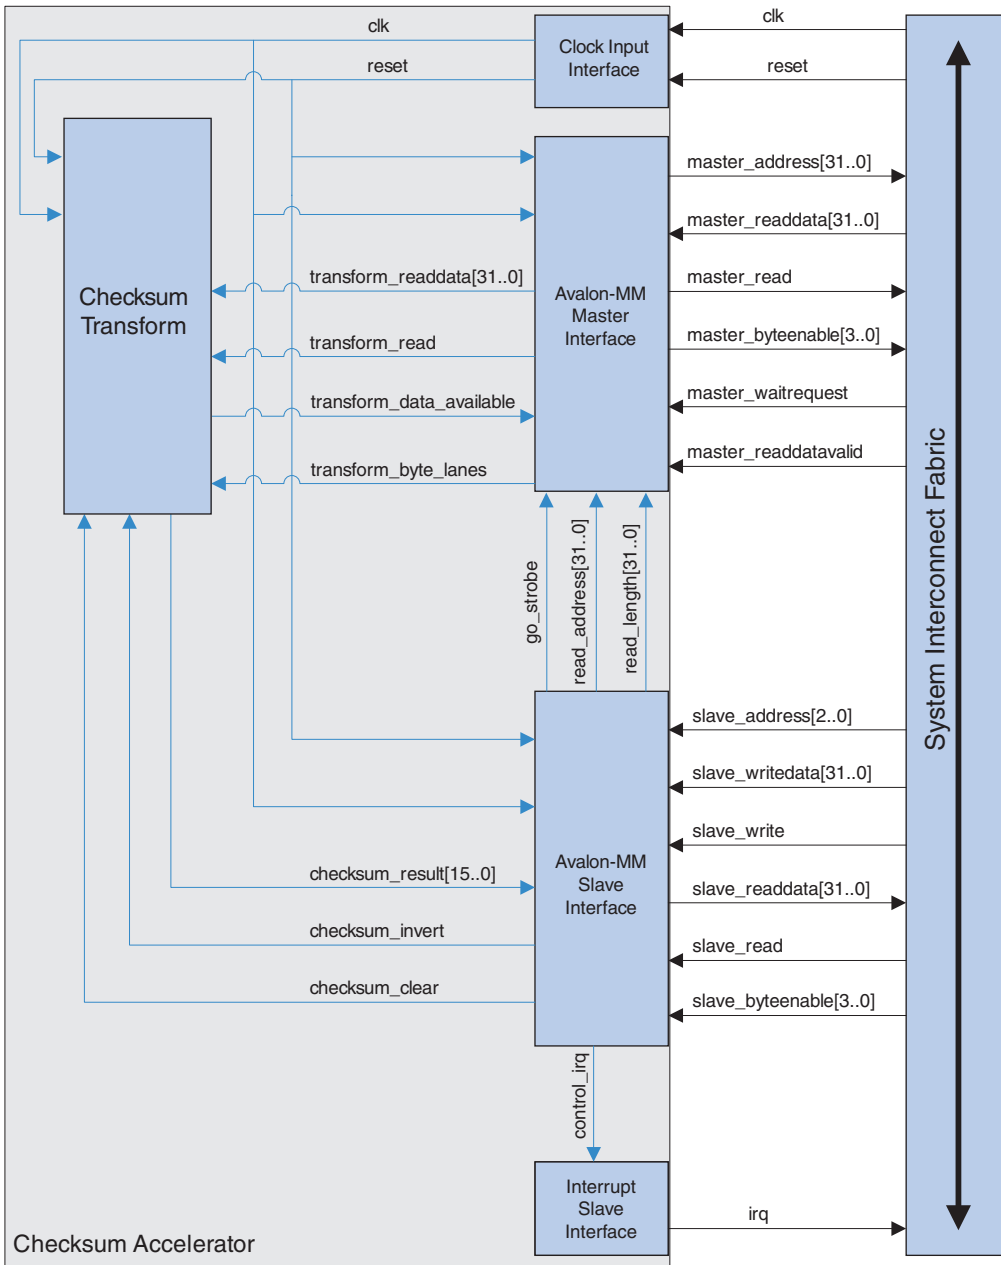 clk
reset
Clock Input
Interface
clk
reset
Checksum
Transform
transform_readdata[31..0]
transform_read
transform_data_available
transform_byte_lanes
Avalon-MM
Master
Interface
master_address[31..0]
master_readdata[31..0]
master_read
master_byteenable[3..0]
master_waitrequest
master_readdatavalid
go_strobe
read_address[31..0]
read_length[31..0]
System Interconnect Fabric
checksum_result[15..0]
checksum_invert
checksum_clear
Avalon-MM
Slave
Interface
slave_address[2..0]
slave_writedata[31..0]
slave_write
slave_readdata[31..0]
slave_read
slave_byteenable[3..0]
control_irq
Interrupt
Slave
Interface
irq
Checksum Accelerator